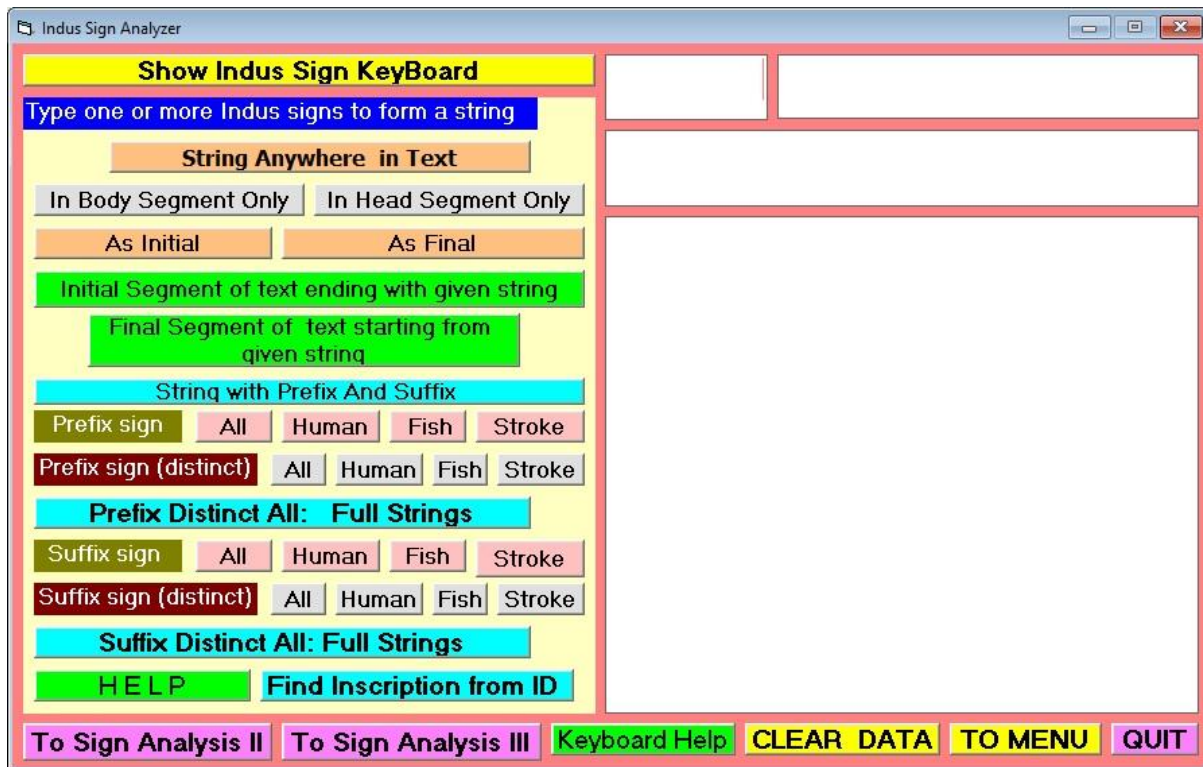 Indus Sign Analyzer
Show Indus Sign KeyBoard
Type one or more Indus signs to form a string
String Anywhere in Text
In Body Segment Only In Head Segment Only
As Initial As Final
Initial Segment of text ending with given string
Final Segment of text starting from
given string
String with Prefix And Suffix
Prefix sign All Human Fish Stroke
Prefix sign (distinct) All Human Fish Stroke
Prefix Distinct All: Full Strings
Suffix sign All Human Fish Stroke
Suffix sign (distinct) All Human Fish Stroke
Suffix Distinct All: Full Strings
H E L P Find Inscription from ID
To Sign Analysis II To Sign Analysis III Keyboard Help CLEAR DATA TO MENU QUIT